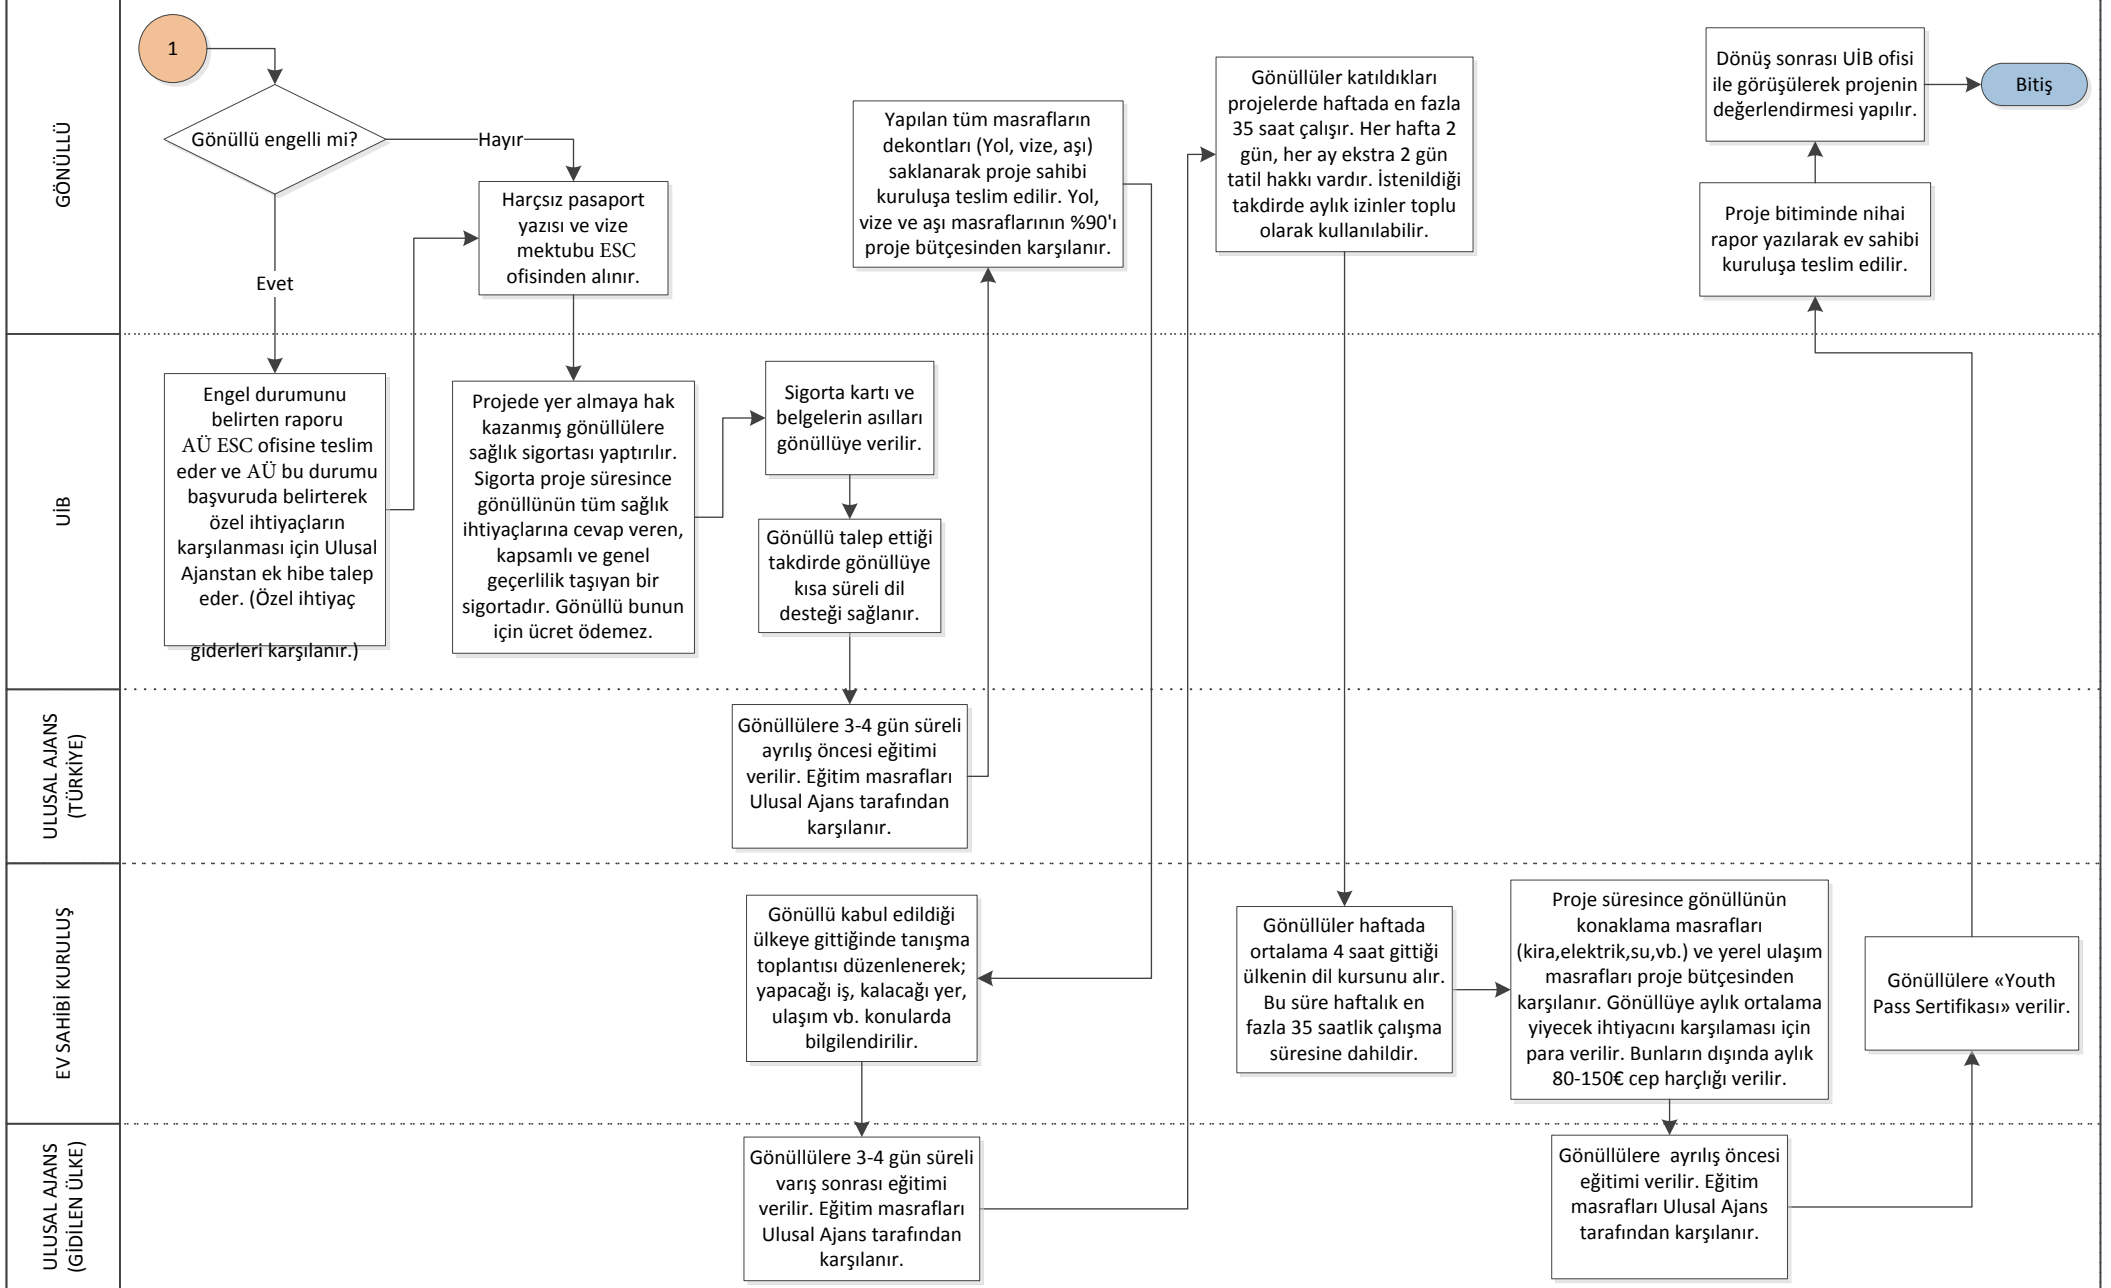 GÖNÜLLÜ
1
Gönüllü engelli mi?
Hayır
Evet
Harçsız pasaport
yazısı ve vize
mektubu ESC
ofisinden alınır.
Yapılan tüm masrafların
dekontları (Yol, vize, aşı)
saklanarak proje sahibi
kuruluşa teslim edilir. Yol,
vize ve aşı masraflarının %90'ı
proje bütçesinden karşılanır.
Gönüllüler katıldıkları
projelerde haftada en fazla
35 saat çalışır. Her hafta 2
gün, her ay ekstra 2 gün
tatil hakkı vardır. İstenildiği
takdirde aylık izinler toplu
olarak kullanılabilir.
Dönüş sonrası UİB ofisi
ile görüşülerek projenin
değerlendirmesi yapılır.
Bitiş
Proje bitiminde nihai
rapor yazılarak ev sahibi
kuruluşa teslim edilir.
UİB
Engel durumunu
belirten raporu
AÜ ESC ofisine teslim
eder ve AÜ bu durumu
başvuruda belirterek
özel ihtiyaçların
karşılanması için Ulusal
Ajanstan ek hibe talep
eder. (Özel ihtiyaç
giderleri karşılanır.)
Projede yer almaya hak
kazanmış gönüllülere
sağlık sigortası yaptırılır.
Sigorta proje süresince
gönüllünün tüm sağlık
ihtiyaçlarına cevap veren,
kapsamlı ve genel
geçerlilik taşıyan bir
sigortadır. Gönüllü bunun
için ücret ödemez.
Sigorta kartı ve
belgelerin asılları
gönüllüye verilir.
Gönüllü talep ettiği
takdirde gönüllüye
kısa süreli dil
desteği sağlanır.
ULUSAL AJANS
(TÜRKİYE)
Gönüllülere 3-4 gün süreli
ayrılış öncesi eğitimi
verilir. Eğitim masrafları
Ulusal Ajans tarafından
karşılanır.
EV SAHİBİ KURULUŞ
Gönüllü kabul edildiği
ülkeye gittiğinde tanışma
toplantısı düzenlenerek;
yapacağı iş, kalacağı yer,
ulaşım vb. konularda
bilgilendirilir.
Gönüllüler haftada
ortalama 4 saat gittiği
ülkenin dil kursunu alır.
Bu süre haftalık en
fazla 35 saatlik çalışma
süresine dahildir.
Proje süresince gönüllünün
konaklama masrafları
(kira,elektrik,su,vb.) ve yerel ulaşım
masrafları proje bütçesinden
karşılanır. Gönüllüye aylık ortalama
yiyecek ihtiyacını karşılaması için
para verilir. Bunların dışında aylık
80-150€ cep harçlığı verilir.
Gönüllülere «Youth
Pass Sertifikası» verilir.
ULUSAL AJANS
(GİDİLEN ÜLKE)
Gönüllülere 3-4 gün süreli
varış sonrası eğitimi
verilir. Eğitim masrafları
Ulusal Ajans tarafından
karşılanır.
Gönüllülere  ayrılış öncesi
eğitimi verilir. Eğitim
masrafları Ulusal Ajans
tarafından karşılanır.